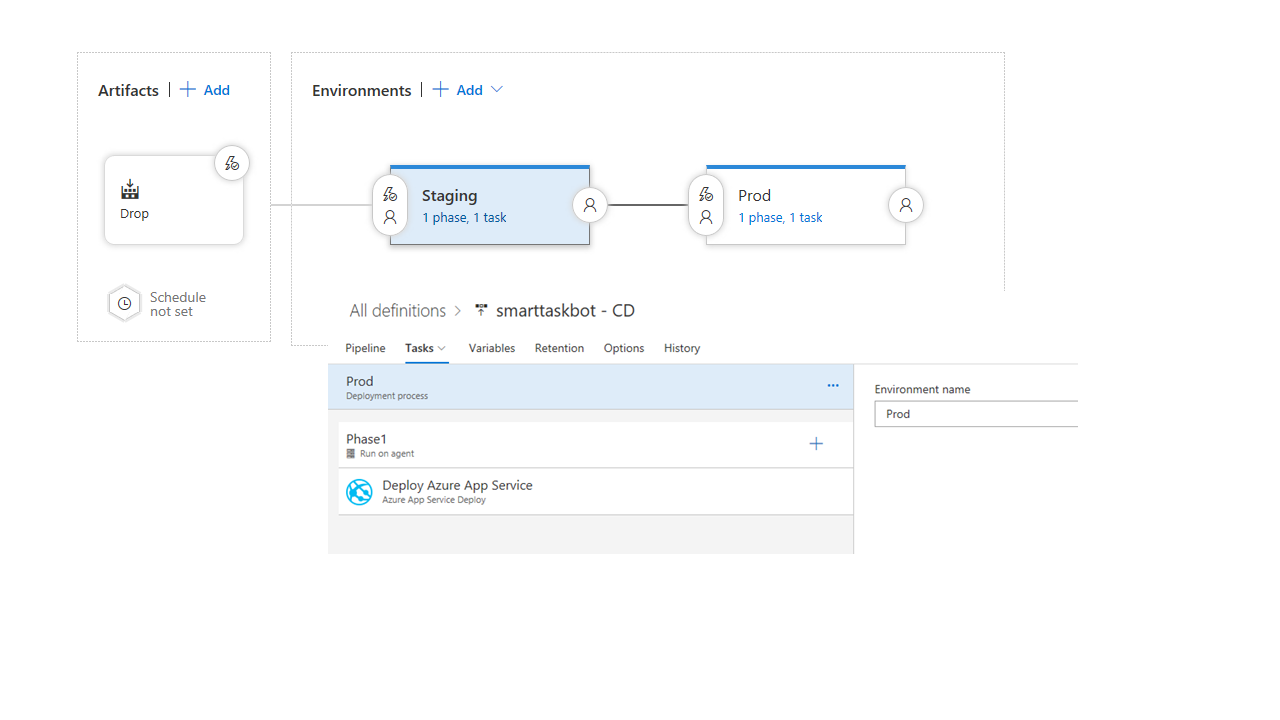 Artifacts | + Add
Environments | + Add
Drop
Staging
1 phase, 1 task
Prod
1 phase, 1 task
Schedule
not set
All definitions > smarttaskbot - CD
Pipeline Tasks Variables Retention Options History
Prod ...
Deployment process
Environment name
Prod
Phase1 +
Run on agent
Deploy Azure App Service
Azure App Service Deploy